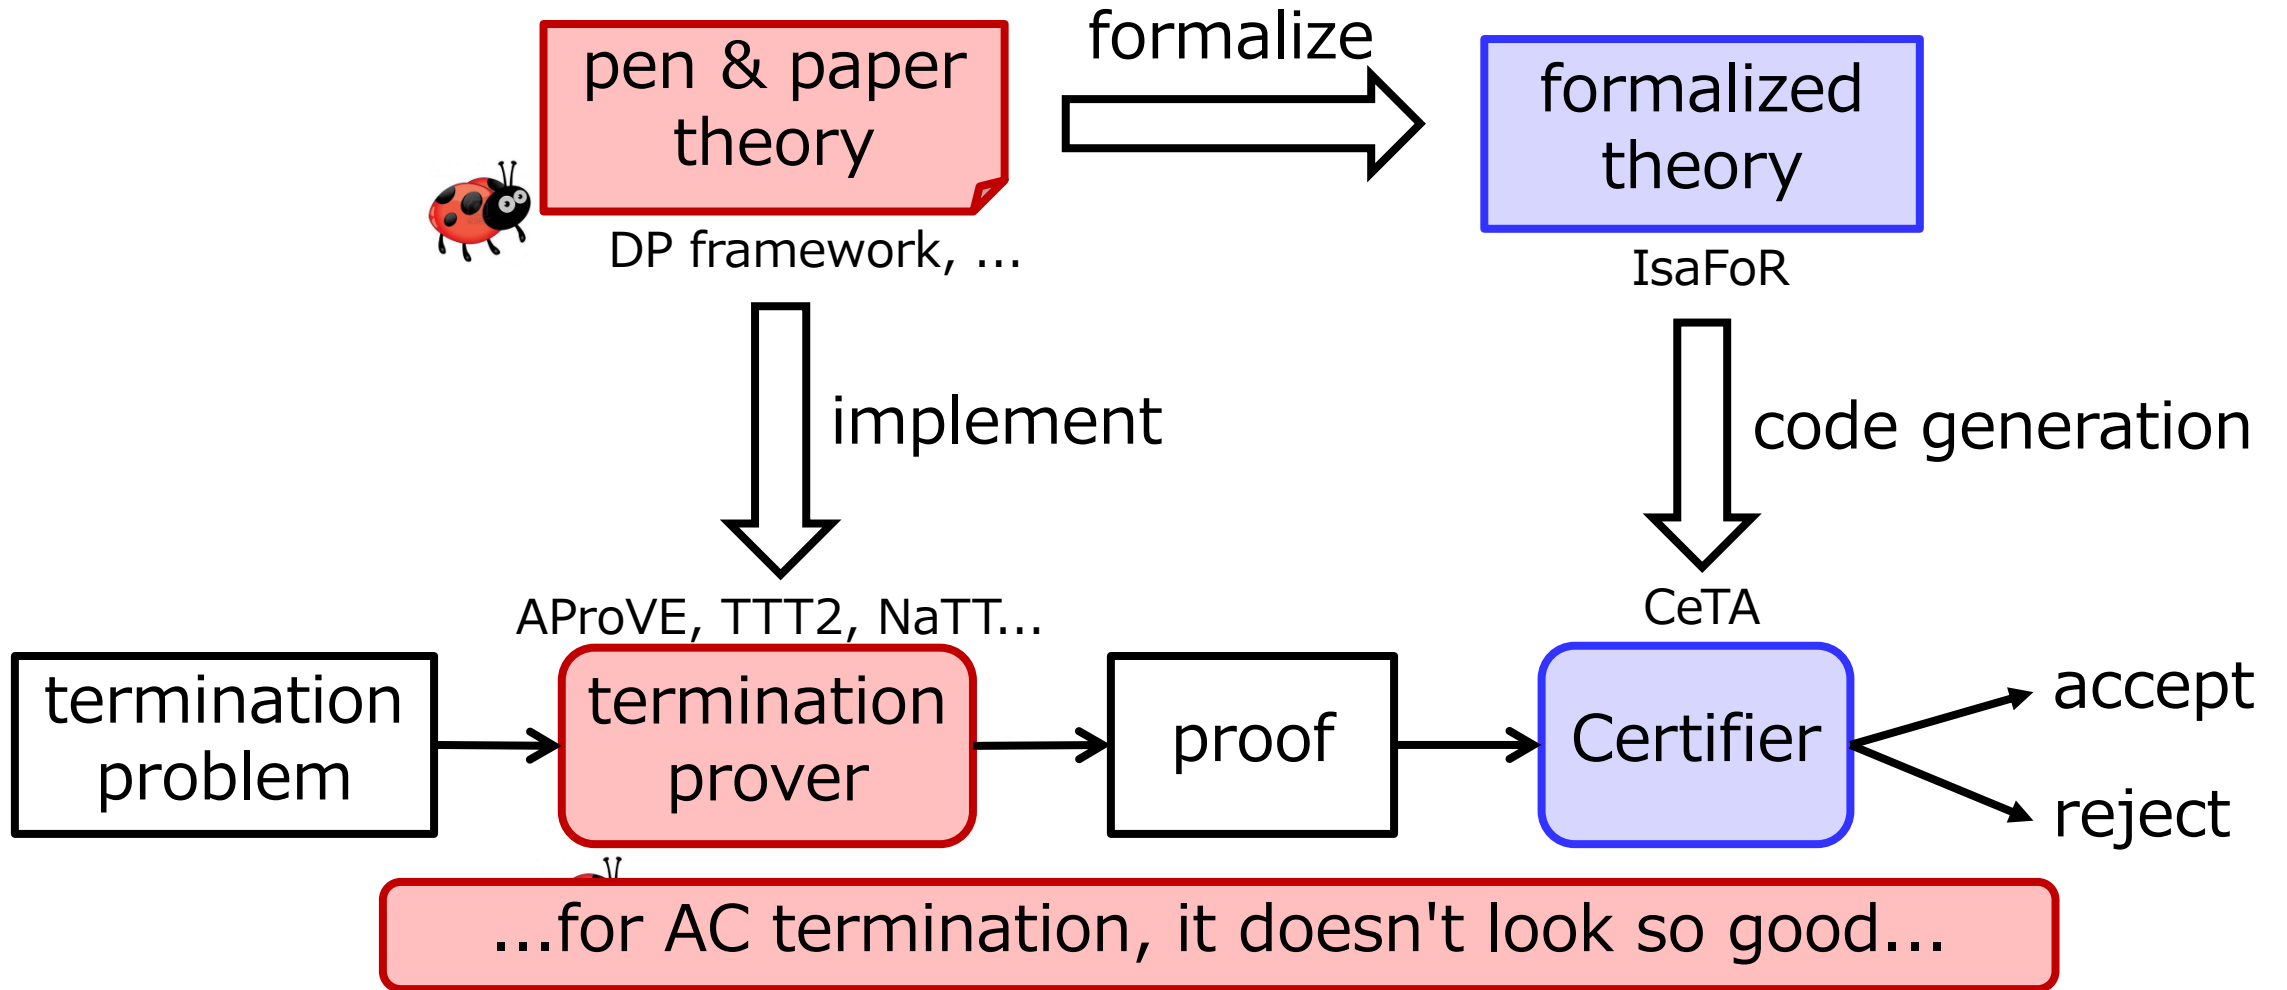 pen & paper
theory
formalize
formalized
theory
DP framework, ...
IsaFoR
implement
code generation
AProVE, TTT2, NaTT...
CeTA
termination
problem
termination
prover
proof
Certifier
accept
reject
...for AC termination, it doesn't look so good...